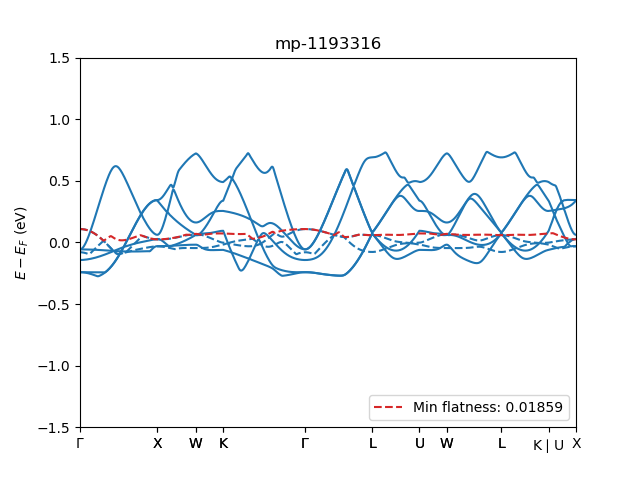 mp-1193316
E − E_F (eV)
1.5
1.0
0.5
0.0
−0.5
−1.0
−1.5
Min flatness: 0.01859
Γ X W K Γ L U W L K | U X